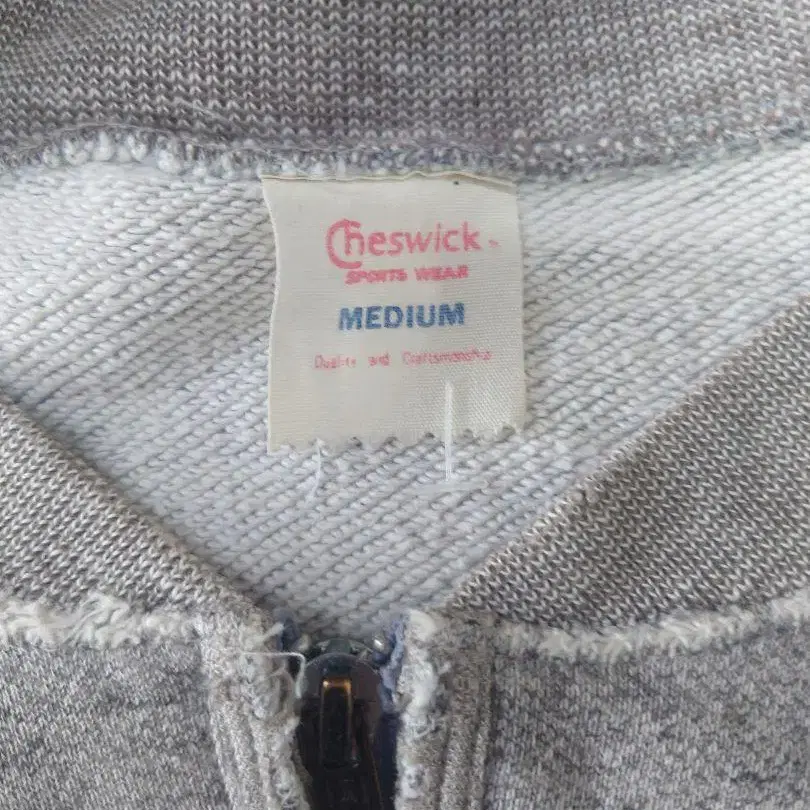 Cheswick
SPORTS WEAR
MEDIUM
Quality and Craftsmanship